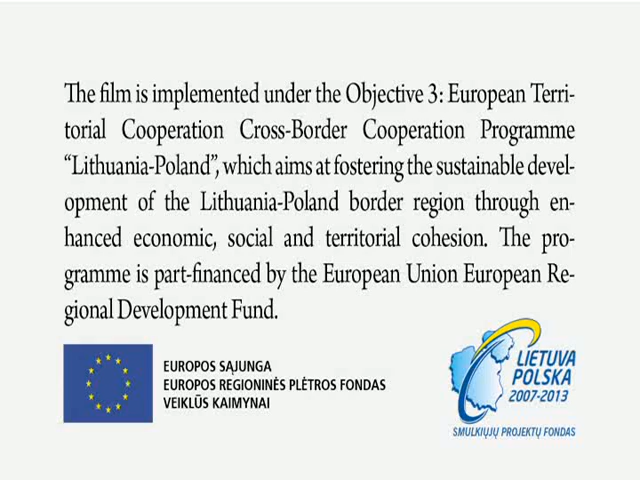 The film is implemented under the Objective 3: European Terri-
torial Cooperation Cross-Border Cooperation Programme
“Lithuania-Poland”, which aims at fostering the sustainable devel-
opment of the Lithuania-Poland border region through en-
hanced economic, social and territorial cohesion. The pro-
gramme is part-financed by the European Union European Re-
gional Development Fund.
EUROPOS SĄJUNGA
EUROPOS REGIONINĖS PLĖTROS FONDAS
VEIKLŪS KAIMYNAI
LIETUVA
POLSKA
2007-2013
SMULKIŲJŲ PROJEKTŲ FONDAS